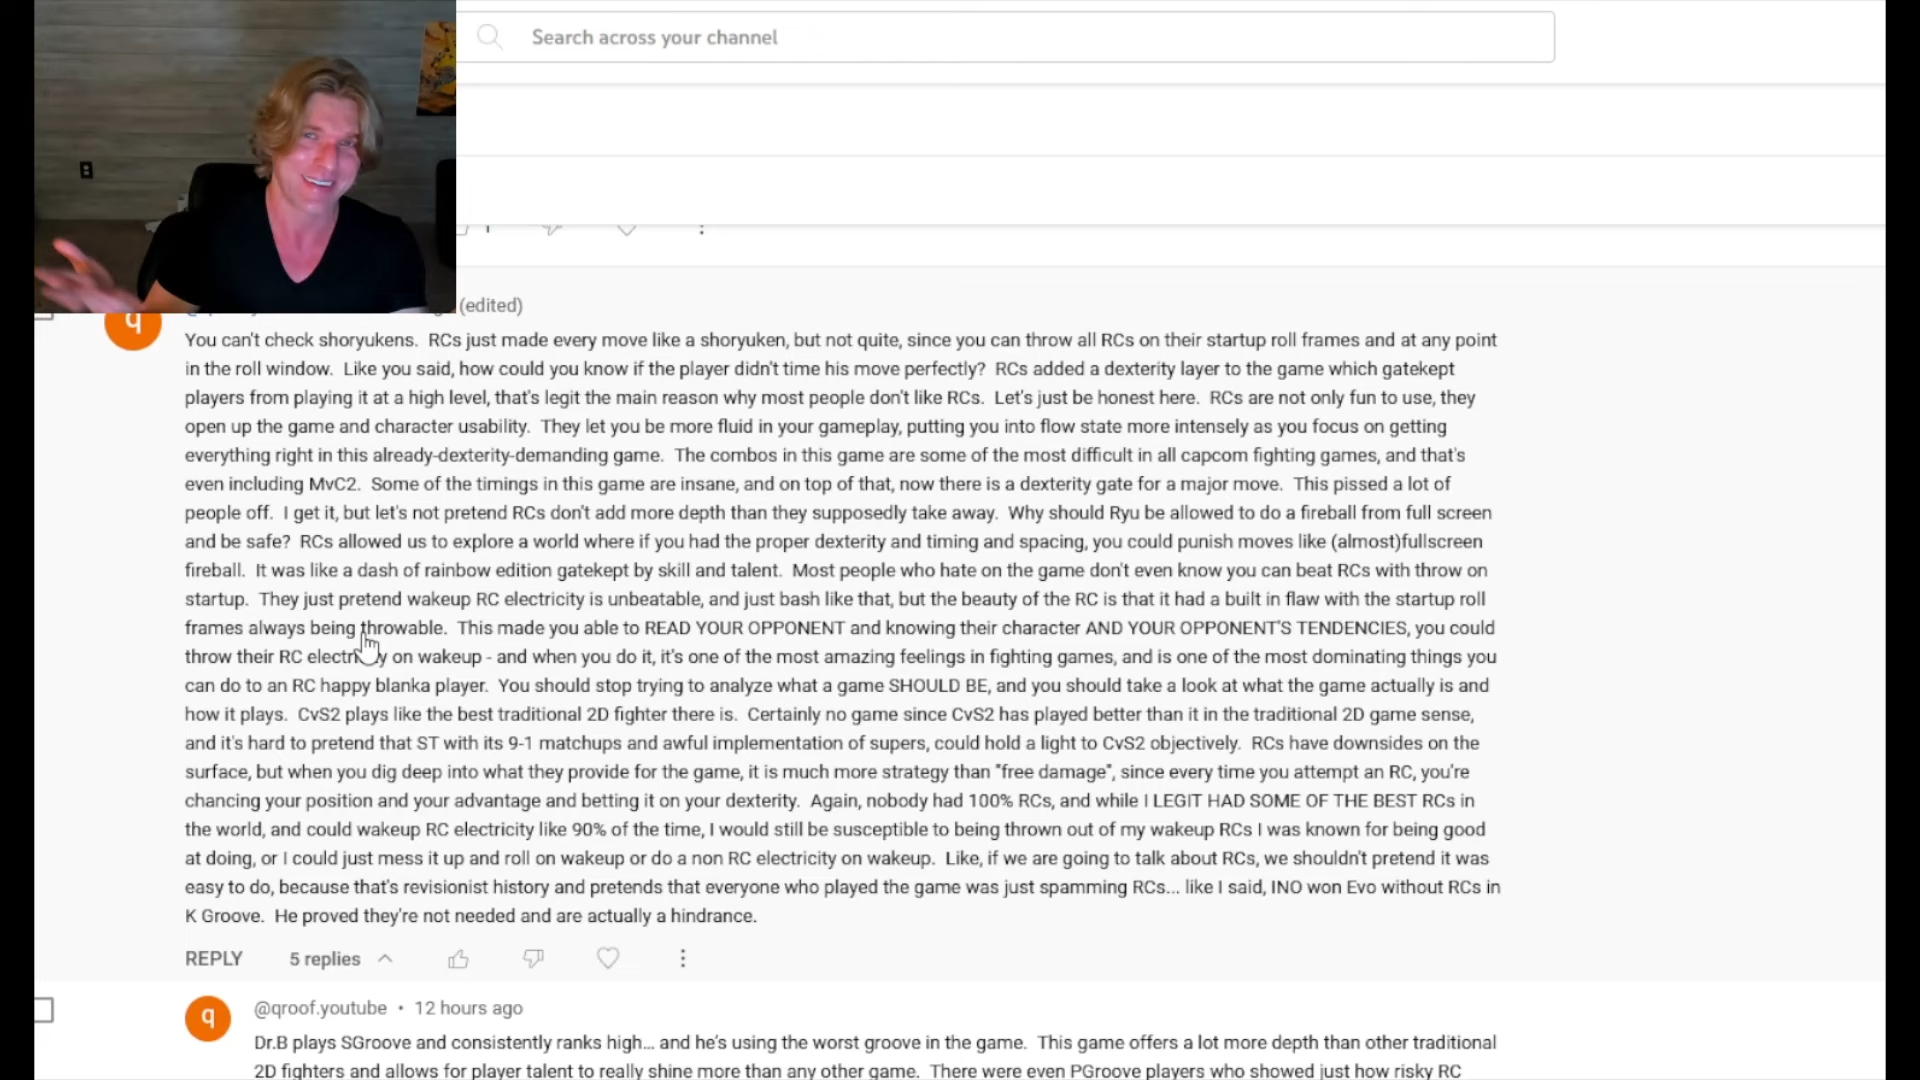 Search across your channel
(edited)
q
You can't check shoryukens.  RCs just made every move like a shoryuken, but not quite, since you can throw all RCs on their startup roll frames and at any point
in the roll window.  Like you said, how could you know if the player didn't time his move perfectly?  RCs added a dexterity layer to the game which gatekept
players from playing it at a high level, that's legit the main reason why most people don't like RCs.  Let's just be honest here.  RCs are not only fun to use, they
open up the game and character usability.  They let you be more fluid in your gameplay, putting you into flow state more intensely as you focus on getting
everything right in this already-dexterity-demanding game.  The combos in this game are some of the most difficult in all capcom fighting games, and that's
even including MvC2.  Some of the timings in this game are insane, and on top of that, now there is a dexterity gate for a major move.  This pissed a lot of
people off.  I get it, but let's not pretend RCs don't add more depth than they supposedly take away.  Why should Ryu be allowed to do a fireball from full screen
and be safe?  RCs allowed us to explore a world where if you had the proper dexterity and timing and spacing, you could punish moves like (almost)fullscreen
fireball.  It was like a dash of rainbow edition gatekept by skill and talent.  Most people who hate on the game don't even know you can beat RCs with throw on
startup.  They just pretend wakeup RC electricity is unbeatable, and just bash like that, but the beauty of the RC is that it had a built in flaw with the startup roll
frames always being throwable.  This made you able to READ YOUR OPPONENT and knowing their character AND YOUR OPPONENT'S TENDENCIES, you could
throw their RC electricity on wakeup - and when you do it, it's one of the most amazing feelings in fighting games, and is one of the most dominating things you
can do to an RC happy blanka player.  You should stop trying to analyze what a game SHOULD BE, and you should take a look at what the game actually is and
how it plays.  CvS2 plays like the best traditional 2D fighter there is.  Certainly no game since CvS2 has played better than it in the traditional 2D game sense,
and it's hard to pretend that ST with its 9-1 matchups and awful implementation of supers, could hold a light to CvS2 objectively.  RCs have downsides on the
surface, but when you dig deep into what they provide for the game, it is much more strategy than "free damage", since every time you attempt an RC, you're
chancing your position and your advantage and betting it on your dexterity.  Again, nobody had 100% RCs, and while I LEGIT HAD SOME OF THE BEST RCs in
the world, and could wakeup RC electricity like 90% of the time, I would still be susceptible to being thrown out of my wakeup RCs I was known for being good
at doing, or I could just mess it up and roll on wakeup or do a non RC electricity on wakeup.  Like, if we are going to talk about RCs, we shouldn't pretend it was
easy to do, because that's revisionist history and pretends that everyone who played the game was just spamming RCs... like I said, INO won Evo without RCs in
K Groove.  He proved they're not needed and are actually a hindrance.
REPLY 5 replies
q
@qroof.youtube • 12 hours ago
Dr.B plays SGroove and consistently ranks high... and he's using the worst groove in the game.  This game offers a lot more depth than other traditional
2D fighters and allows for player talent to really shine more than any other game.  There were even PGroove players who showed just how risky RC